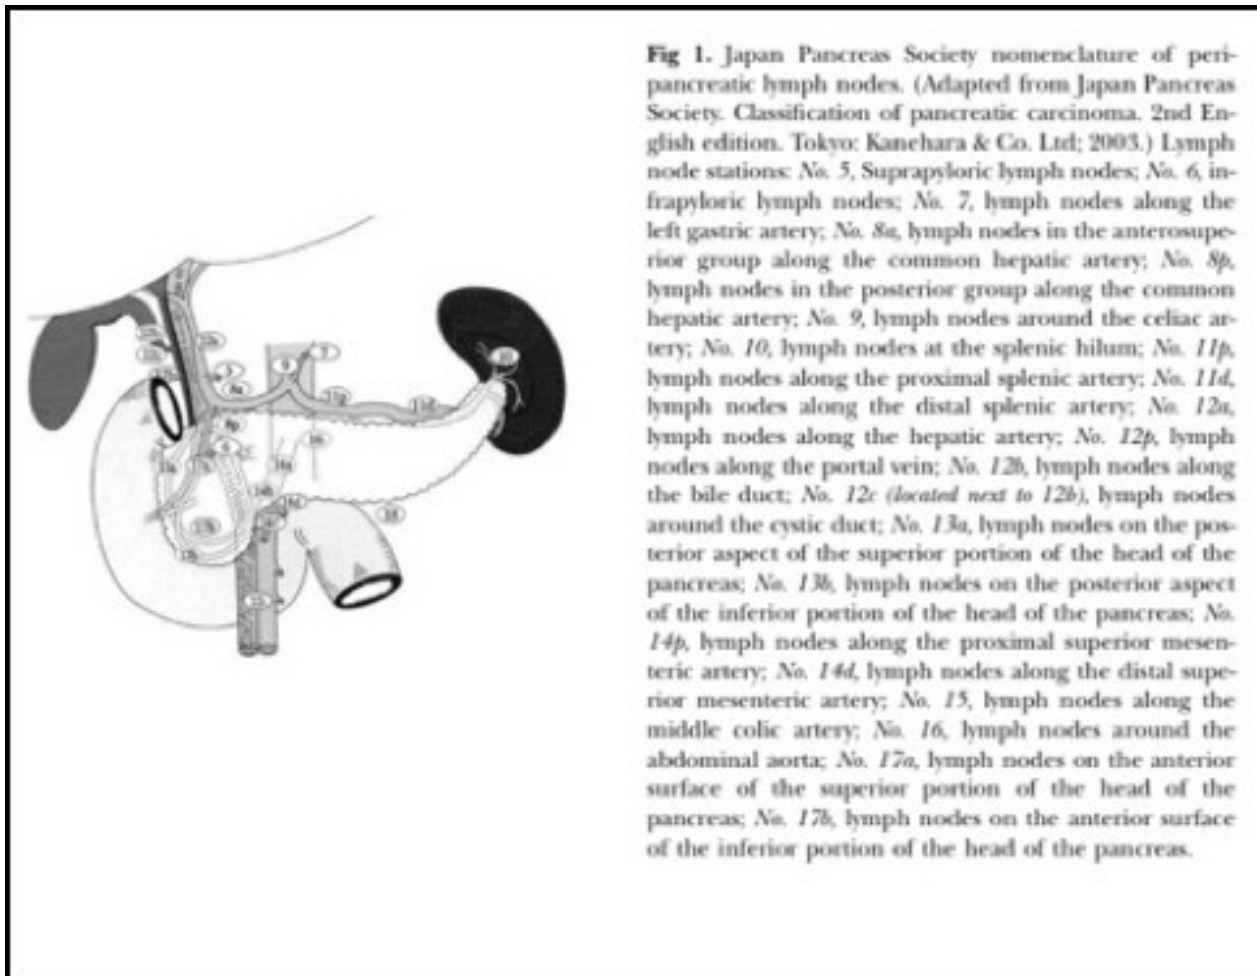 Fig 1. Japan Pancreas Society nomenclature of peri-
pancreatic lymph nodes. (Adapted from Japan Pancreas
Society. Classification of pancreatic carcinoma. 2nd En-
glish edition. Tokyo: Kanehara & Co. Ltd; 2003.) Lymph
node stations: No. 5, Suprapyloric lymph nodes; No. 6, in-
frapyloric lymph nodes; No. 7, lymph nodes along the
left gastric artery; No. 8a, lymph nodes in the anterosupe-
rior group along the common hepatic artery; No. 8p,
lymph nodes in the posterior group along the common
hepatic artery; No. 9, lymph nodes around the celiac ar-
tery; No. 10, lymph nodes at the splenic hilum; No. 11p,
lymph nodes along the proximal splenic artery; No. 11d,
lymph nodes along the distal splenic artery; No. 12a,
lymph nodes along the hepatic artery; No. 12p, lymph
nodes along the portal vein; No. 12b, lymph nodes along
the bile duct; No. 12c (located next to 12b), lymph nodes
around the cystic duct; No. 13a, lymph nodes on the pos-
terior aspect of the superior portion of the head of the
pancreas; No. 13b, lymph nodes on the posterior aspect
of the inferior portion of the head of the pancreas; No.
14p, lymph nodes along the proximal superior mesen-
teric artery; No. 14d, lymph nodes along the distal supe-
rior mesenteric artery; No. 15, lymph nodes along the
middle colic artery; No. 16, lymph nodes around the
abdominal aorta; No. 17a, lymph nodes on the anterior
surface of the superior portion of the head of the
pancreas; No. 17b, lymph nodes on the anterior surface
of the inferior portion of the head of the pancreas.